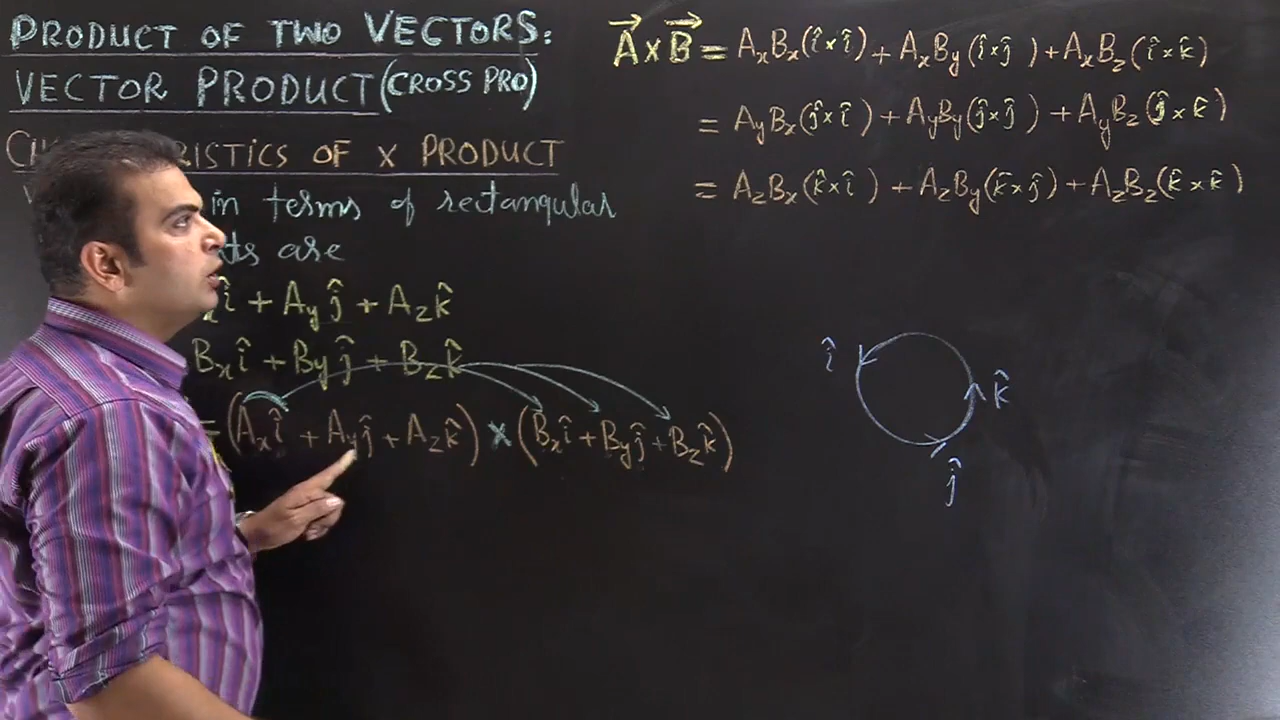 PRODUCT OF TWO VECTORS:
VECTOR PRODUCT (CROSS PRO)
OF X PRODUCT
in terms of rectangular
are
î + Ay ĵ + Az k̂
Bx î + By ĵ + Bz k̂
= (Ax î + Ay ĵ + Az k̂) × (Bx î + By ĵ + Bz k̂)
A⃗ × B⃗ = AxBx(î × î) + AxBy(î × ĵ) + AxBz(î × k̂)
= AyBx(ĵ × î) + AyBy(ĵ × ĵ) + AyBz(ĵ × k̂)
= AzBx(k̂ × î) + AzBy(k̂ × ĵ) + AzBz(k̂ × k̂)
î
k̂
ĵ